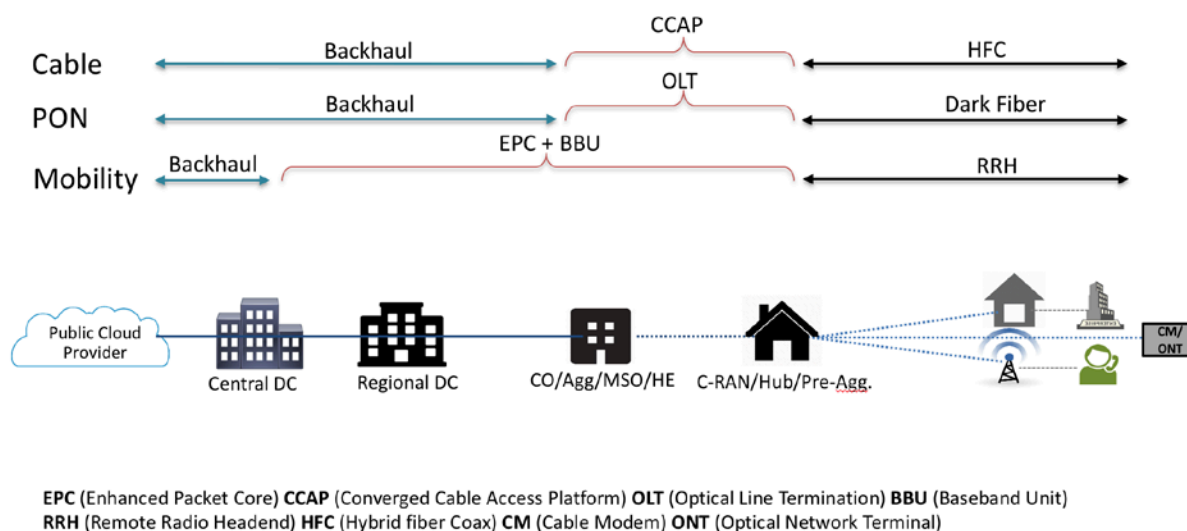 CCAP
Cable Backhaul HFC
OLT
PON Backhaul Dark Fiber
EPC + BBU
Mobility Backhaul RRH
Public Cloud
Provider
CM/
ONT
Central DC Regional DC CO/Agg/MSO/HE C-RAN/Hub/Pre-Agg.
EPC (Enhanced Packet Core) CCAP (Converged Cable Access Platform) OLT (Optical Line Termination) BBU (Baseband Unit)
RRH (Remote Radio Headend) HFC (Hybrid fiber Coax) CM (Cable Modem) ONT (Optical Network Terminal)